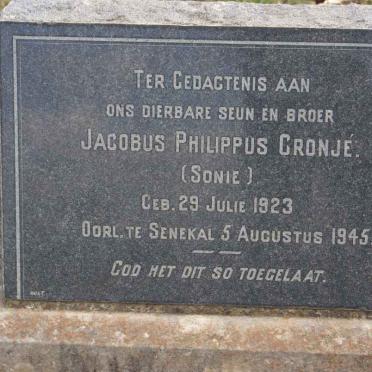 Ter Gedagtenis aan
ons dierbare seun en broer
Jacobus Philippus Cronjé.
(Sonie)
Geb. 29 Julie 1923
Oorl. te Senekal 5 Augustus 1945
God het dit so toegelaat.